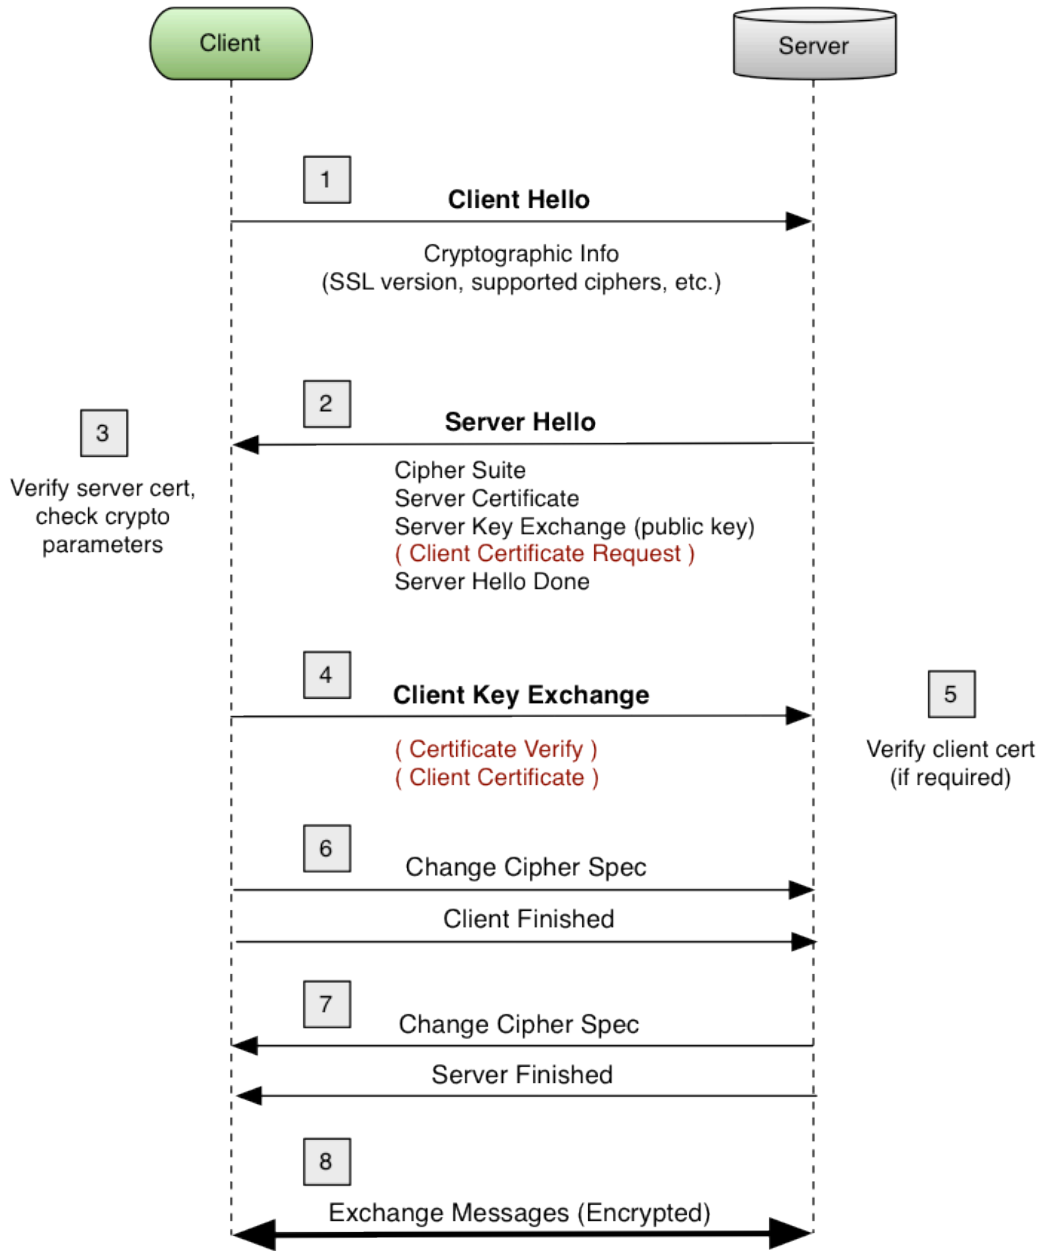 Client
Server
1
Client Hello
Cryptographic Info
(SSL version, supported ciphers, etc.)
2
Server Hello
3
Verify server cert,
check crypto
parameters
Cipher Suite
Server Certificate
Server Key Exchange (public key)
( Client Certificate Request )
Server Hello Done
4
Client Key Exchange
( Certificate Verify )
( Client Certificate )
5
Verify client cert
(if required)
6
Change Cipher Spec
Client Finished
7
Change Cipher Spec
Server Finished
8
Exchange Messages (Encrypted)